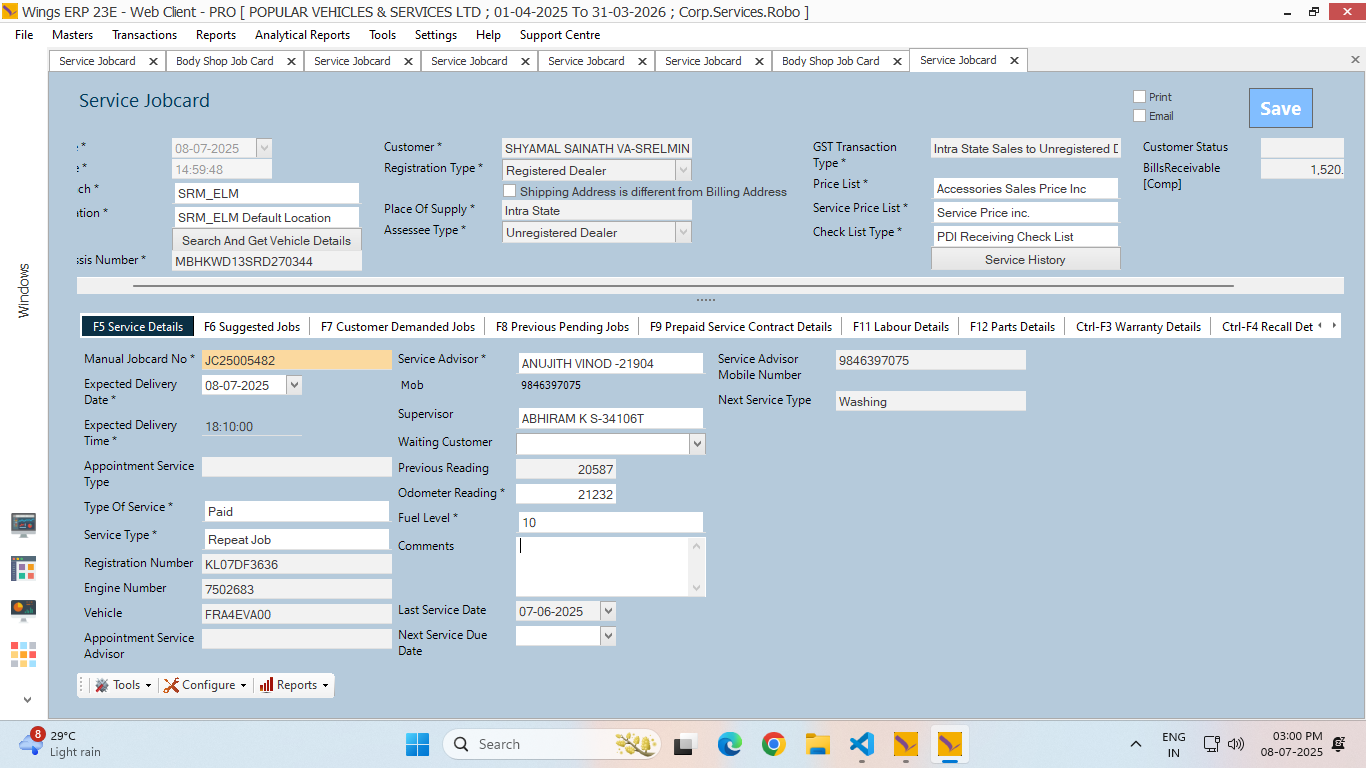 Wings ERP 23E - Web Client - PRO [ POPULAR VEHICLES & SERVICES LTD ; 01-04-2025 To 31-03-2026 ; Corp.Services.Robo ]
File Masters Transactions Reports Analytical Reports Tools Settings Help Support Centre
Service Jobcard Body Shop Job Card Service Jobcard Service Jobcard Service Jobcard Service Jobcard Body Shop Job Card Service Jobcard
Service Jobcard
Print
Email
Save
* 08-07-2025
* 14:59:48
ch * SRM_ELM
tion * SRM_ELM Default Location
Search And Get Vehicle Details
ssis Number * MBHKWD13SRD270344
Customer * SHYAMAL SAINATH VA-SRELMIN
Registration Type * Registered Dealer
Shipping Address is different from Billing Address
Place Of Supply * Intra State
Assessee Type * Unregistered Dealer
GST Transaction Type * Intra State Sales to Unregistered D
Price List * Accessories Sales Price Inc
Service Price List * Service Price inc.
Check List Type * PDI Receiving Check List
Service History
Customer Status
BillsReceivable [Comp] 1,520.
Windows
F5 Service Details F6 Suggested Jobs F7 Customer Demanded Jobs F8 Previous Pending Jobs F9 Prepaid Service Contract Details F11 Labour Details F12 Parts Details Ctrl-F3 Warranty Details Ctrl-F4 Recall Det
Manual Jobcard No * JC25005482
Expected Delivery Date * 08-07-2025
Expected Delivery Time * 18:10:00
Appointment Service Type
Type Of Service * Paid
Service Type * Repeat Job
Registration Number KL07DF3636
Engine Number 7502683
Vehicle FRA4EVA00
Appointment Service Advisor
Service Advisor * ANUJITH VINOD -21904
Mob 9846397075
Supervisor ABHIRAM K S-34106T
Waiting Customer
Previous Reading 20587
Odometer Reading * 21232
Fuel Level * 10
Comments
Last Service Date 07-06-2025
Next Service Due Date
Service Advisor Mobile Number 9846397075
Next Service Type Washing
Tools Configure Reports
8
29°C
Light rain
Search
ENG
IN
03:00 PM
08-07-2025